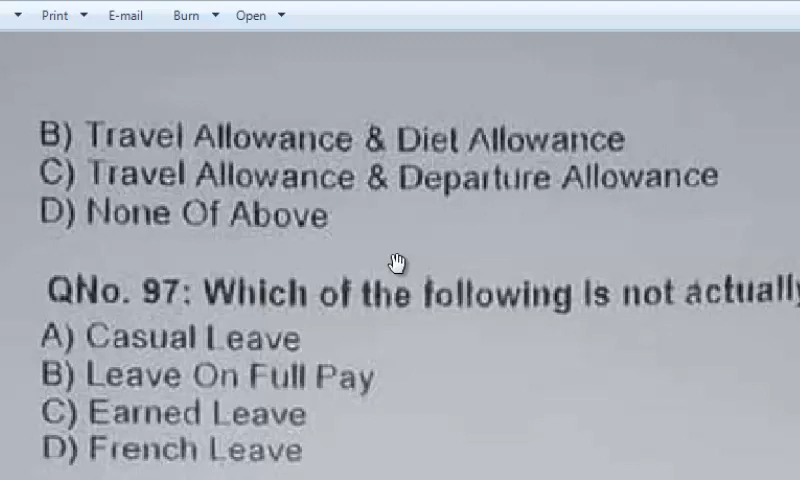 Print E-mail Burn Open
B) Travel Allowance & Diet Allowance
C) Travel Allowance & Departure Allowance
D) None Of Above
QNo. 97: Which of the following Is not actually
A) Casual Leave
B) Leave On Full Pay
C) Earned Leave
D) French Leave